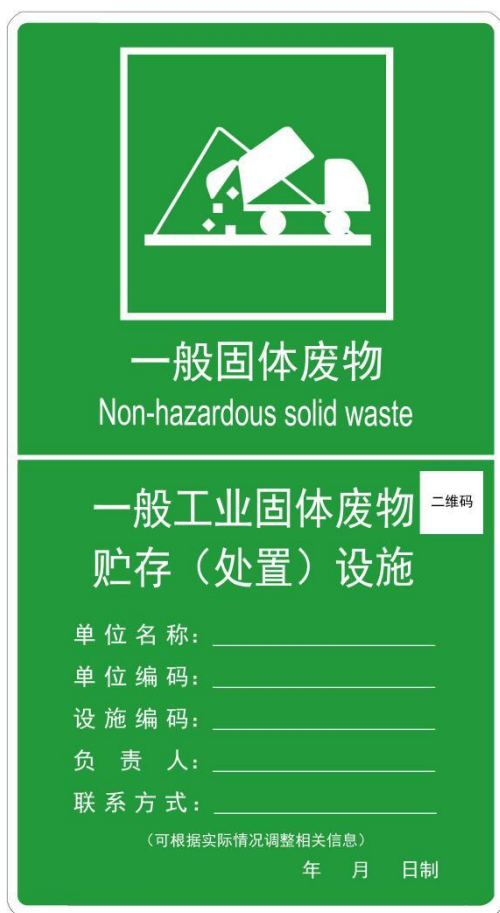 一般固体废物
Non-hazardous solid waste
一般工业固体废物
二维码
贮存（处置）设施
单位名称：
单位编码：
设施编码：
负责人：
联系方式：
（可根据实际情况调整相关信息）
年 月 日制